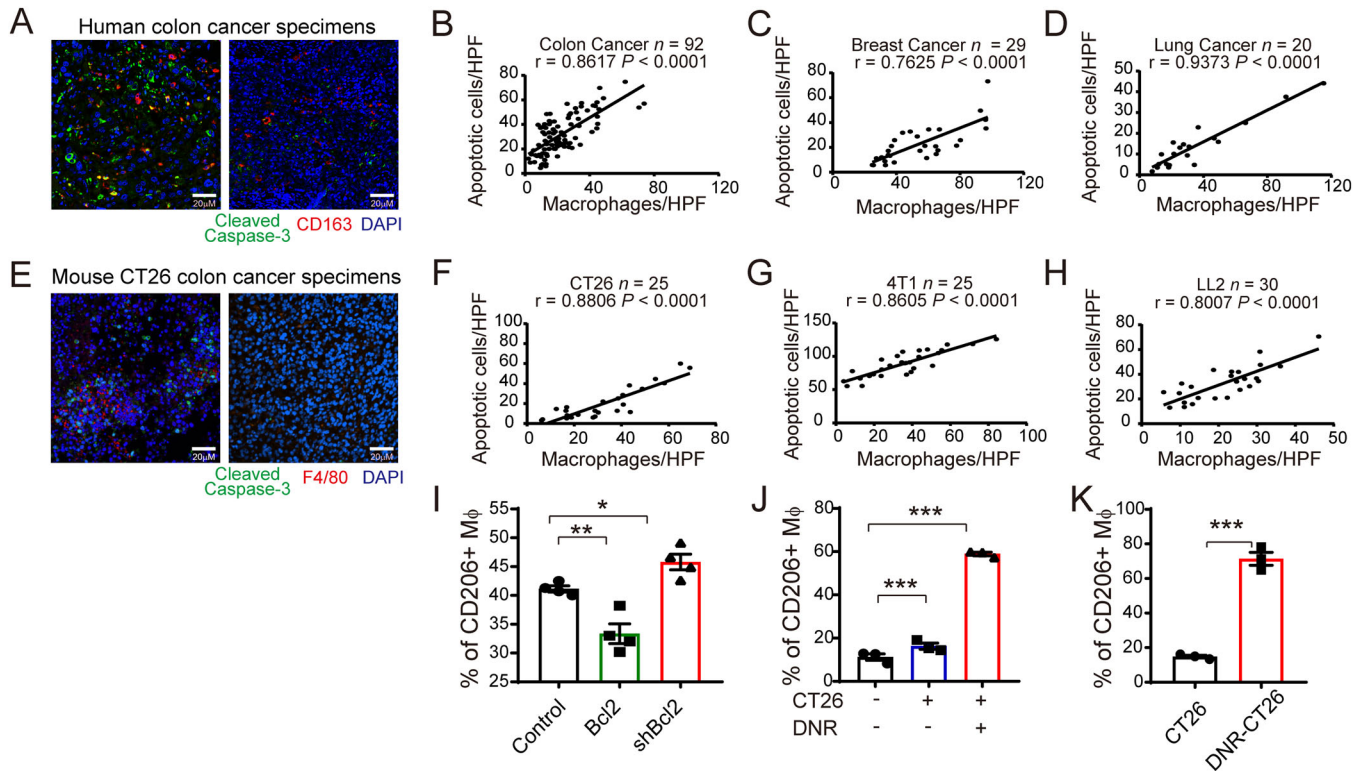 A
Human colon cancer specimens
20μM
20μM
Cleaved
Caspase-3 CD163 DAPI
B
Colon Cancer n = 92
r = 0.8617 P < 0.0001
Apoptotic cells/HPF
80
60
40
20
0
0 40 80 120
Macrophages/HPF
C
Breast Cancer n = 29
r = 0.7625 P < 0.0001
Apoptotic cells/HPF
80
60
40
20
0
0 40 80 120
Macrophages/HPF
D
Lung Cancer n = 20
r = 0.9373 P < 0.0001
Apoptotic cells/HPF
50
40
30
20
10
0
0 40 80 120
Macrophages/HPF
E
Mouse CT26 colon cancer specimens
20μM
20μM
Cleaved
Caspase-3 F4/80 DAPI
F
CT26 n = 25
r = 0.8806 P < 0.0001
Apoptotic cells/HPF
100
80
60
40
20
0
0 20 40 60 80
Macrophages/HPF
G
4T1 n = 25
r = 0.8605 P < 0.0001
Apoptotic cells/HPF
150
100
50
0
0 20 40 60 80 100
Macrophages/HPF
H
LL2 n = 30
r = 0.8007 P < 0.0001
Apoptotic cells/HPF
80
60
40
20
0
0 10 20 30 40 50
Macrophages/HPF
I
% of CD206+ Mϕ
55
50
45
40
35
30
25
*
**
Control
Bcl2
shBcl2
J
% of CD206+ Mϕ
80
60
40
20
0
***
***
CT26 - + +
DNR - - +
K
% of CD206+ Mϕ
100
80
60
40
20
0
***
CT26
DNR-CT26